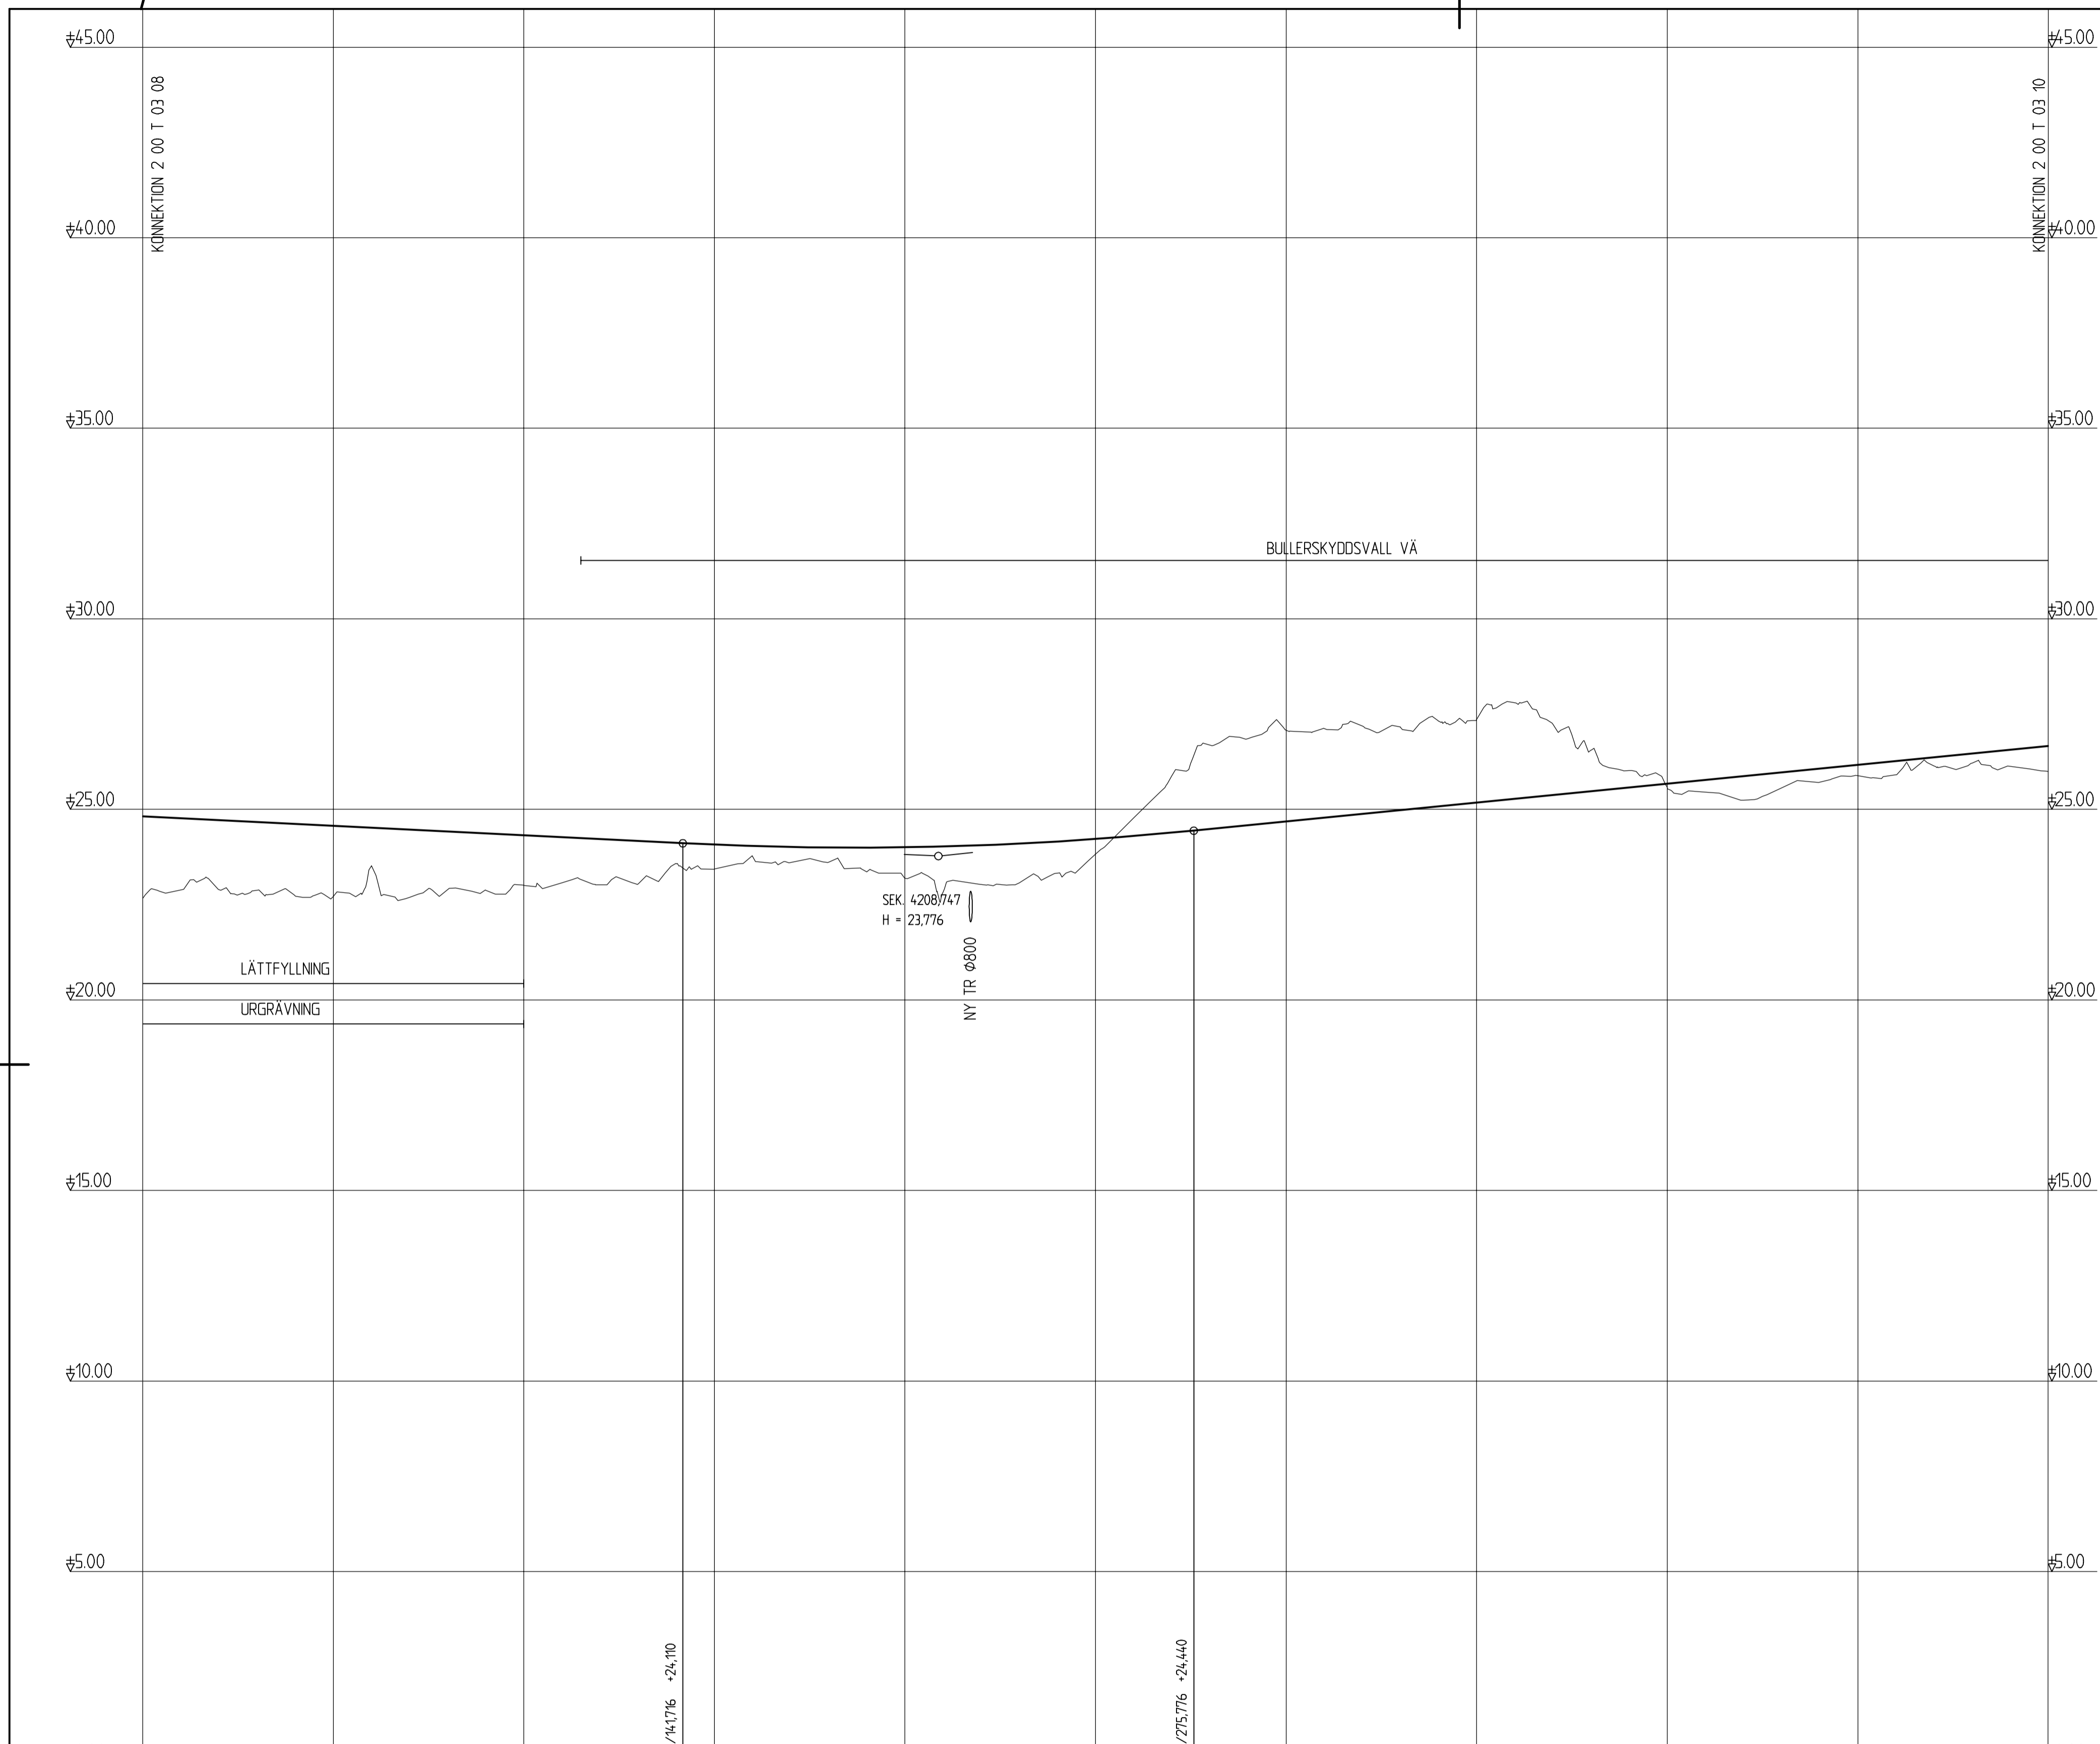 ±45.00
±45.00
KONNEKTION 2 00 T 03 08
KONNEKTION 2 00 T 03 10
±40.00
±40.00
±35.00
±35.00
BULLERSKYDDSVALL VÄ
±30.00
±30.00
±25.00
±25.00
SEK. 4208,747
H = 23,776
NY TR Ø800
LÄTTFYLLNING
±20.00
±20.00
URGRÄVNING
±15.00
±15.00
±10.00
±10.00
±5.00
±5.00
/141,716 +24,110
/275,776 +24,440